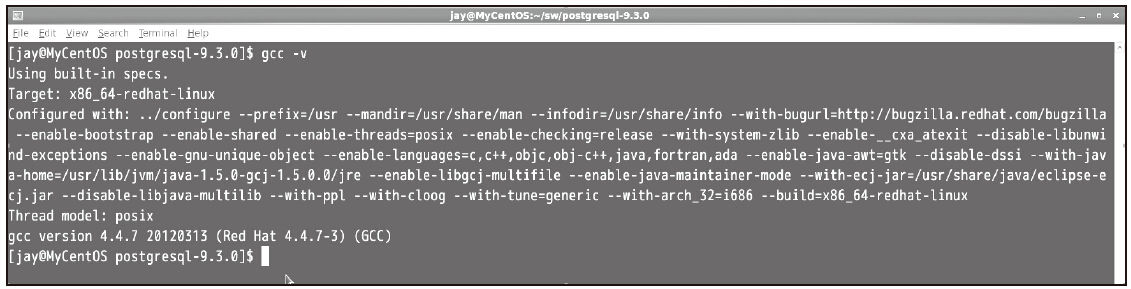 jay@MyCentOS:~/sw/postgresql-9.3.0
File Edit View Search Terminal Help
[jay@MyCentOS postgresql-9.3.0]$ gcc -v
Using built-in specs.
Target: x86_64-redhat-linux
Configured with: ../configure --prefix=/usr --mandir=/usr/share/man --infodir=/usr/share/info --with-bugurl=http://bugzilla.redhat.com/bugzilla
--enable-bootstrap --enable-shared --enable-threads=posix --enable-checking=release --with-system-zlib --enable-__cxa_atexit --disable-libunwi
nd-exceptions --enable-gnu-unique-object --enable-languages=c,c++,objc,obj-c++,java,fortran,ada --enable-java-awt=gtk --disable-dssi --with-jav
a-home=/usr/lib/jvm/java-1.5.0-gcj-1.5.0.0/jre --enable-libgcj-multifile --enable-java-maintainer-mode --with-ecj-jar=/usr/share/java/eclipse-e
cj.jar --disable-libjava-multilib --with-ppl --with-cloog --with-tune=generic --with-arch_32=i686 --build=x86_64-redhat-linux
Thread model: posix
gcc version 4.4.7 20120313 (Red Hat 4.4.7-3) (GCC)
[jay@MyCentOS postgresql-9.3.0]$